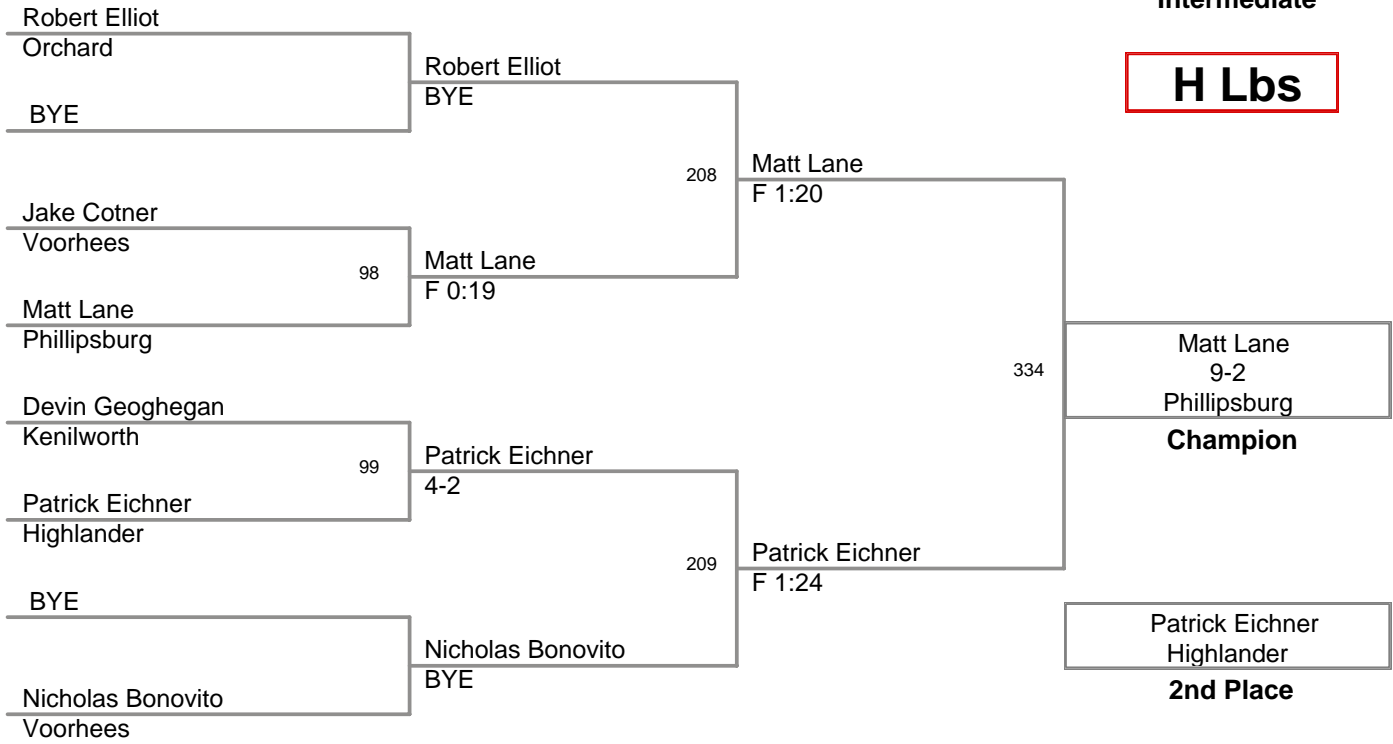 Intermediate
H Lbs
Robert Elliot
Orchard
BYE
Jake Cotner
Voorhees
98
Matt Lane
Phillipsburg
Devin Geoghegan
Kenilworth
99
Patrick Eichner
Highlander
BYE
Nicholas Bonovito
Voorhees
Robert Elliot
BYE
208
Matt Lane
F 0:19
Patrick Eichner
4-2
209
Nicholas Bonovito
BYE
Matt Lane
F 1:20
334
Patrick Eichner
F 1:24
Matt Lane
9-2
Phillipsburg
Champion
Patrick Eichner
Highlander
2nd Place